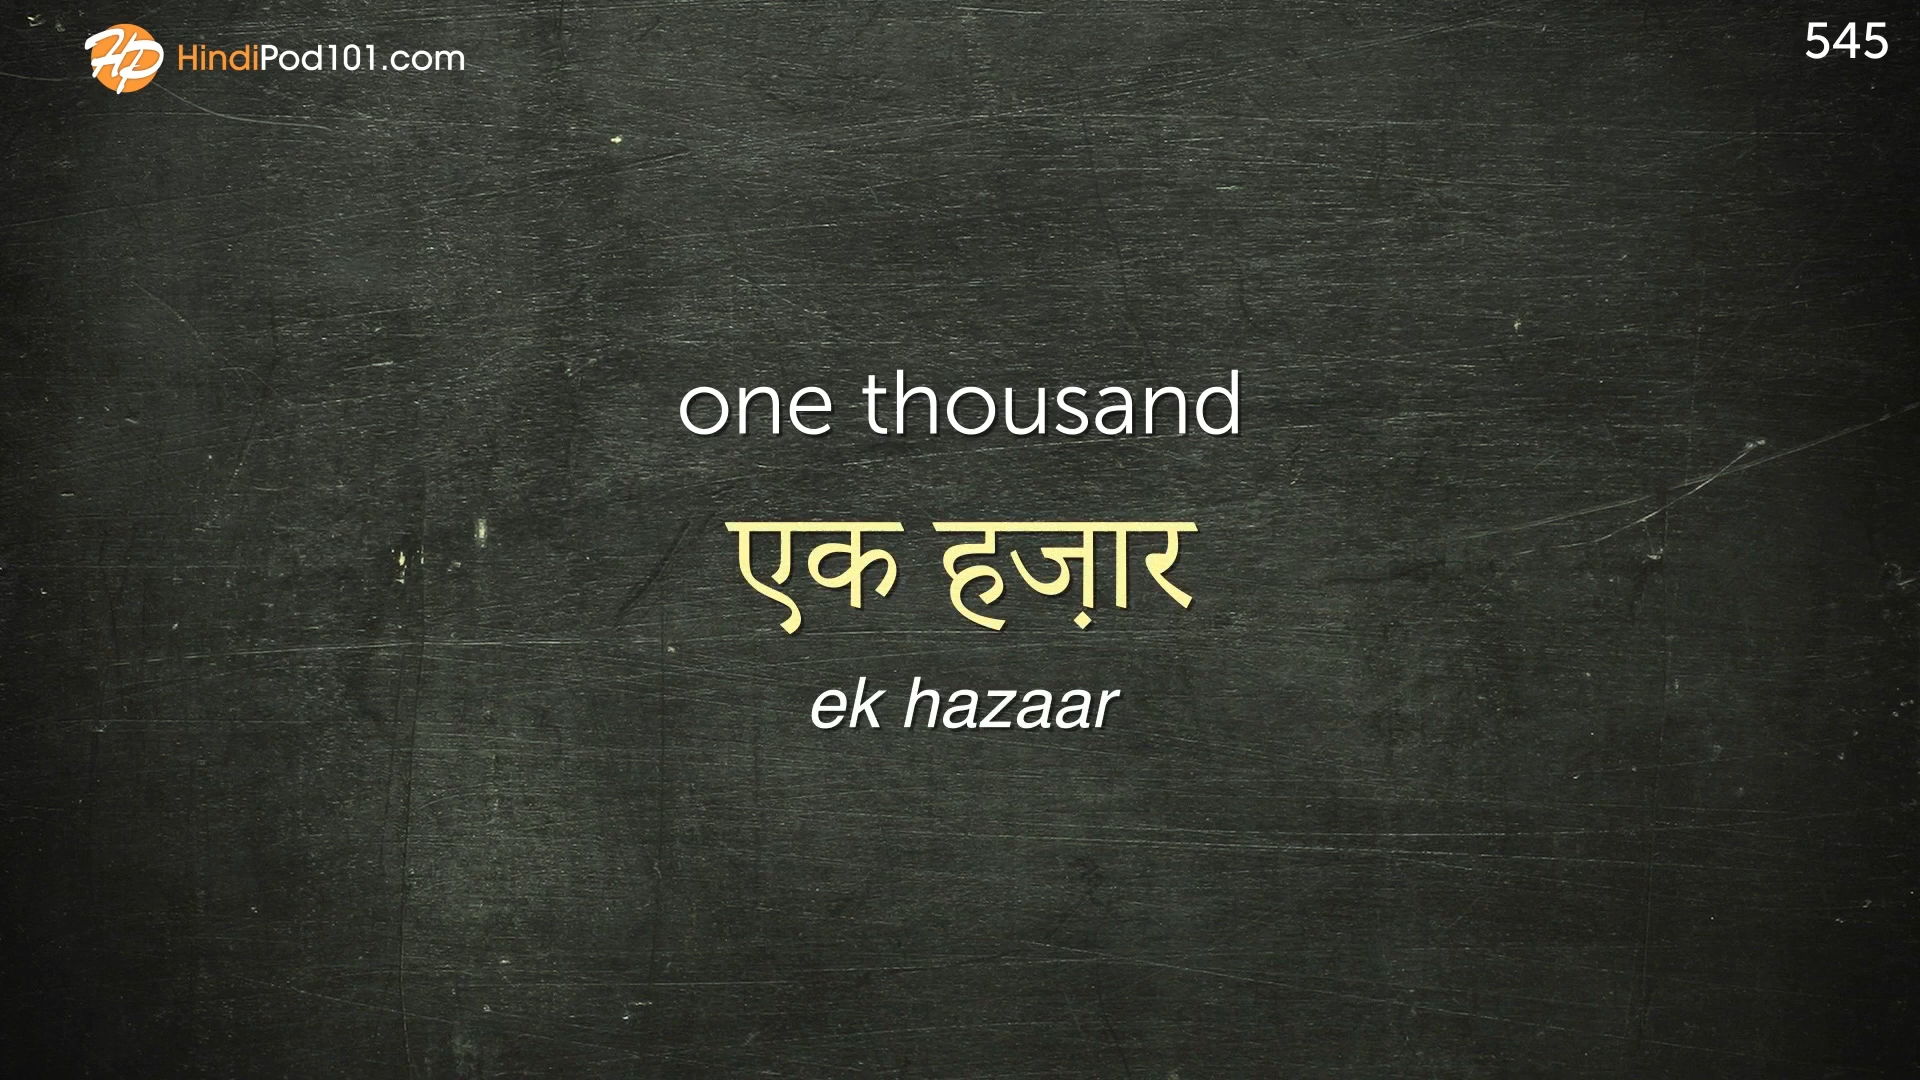 HindiPod101.com
545
one thousand
एक हज़ार
ek hazaar